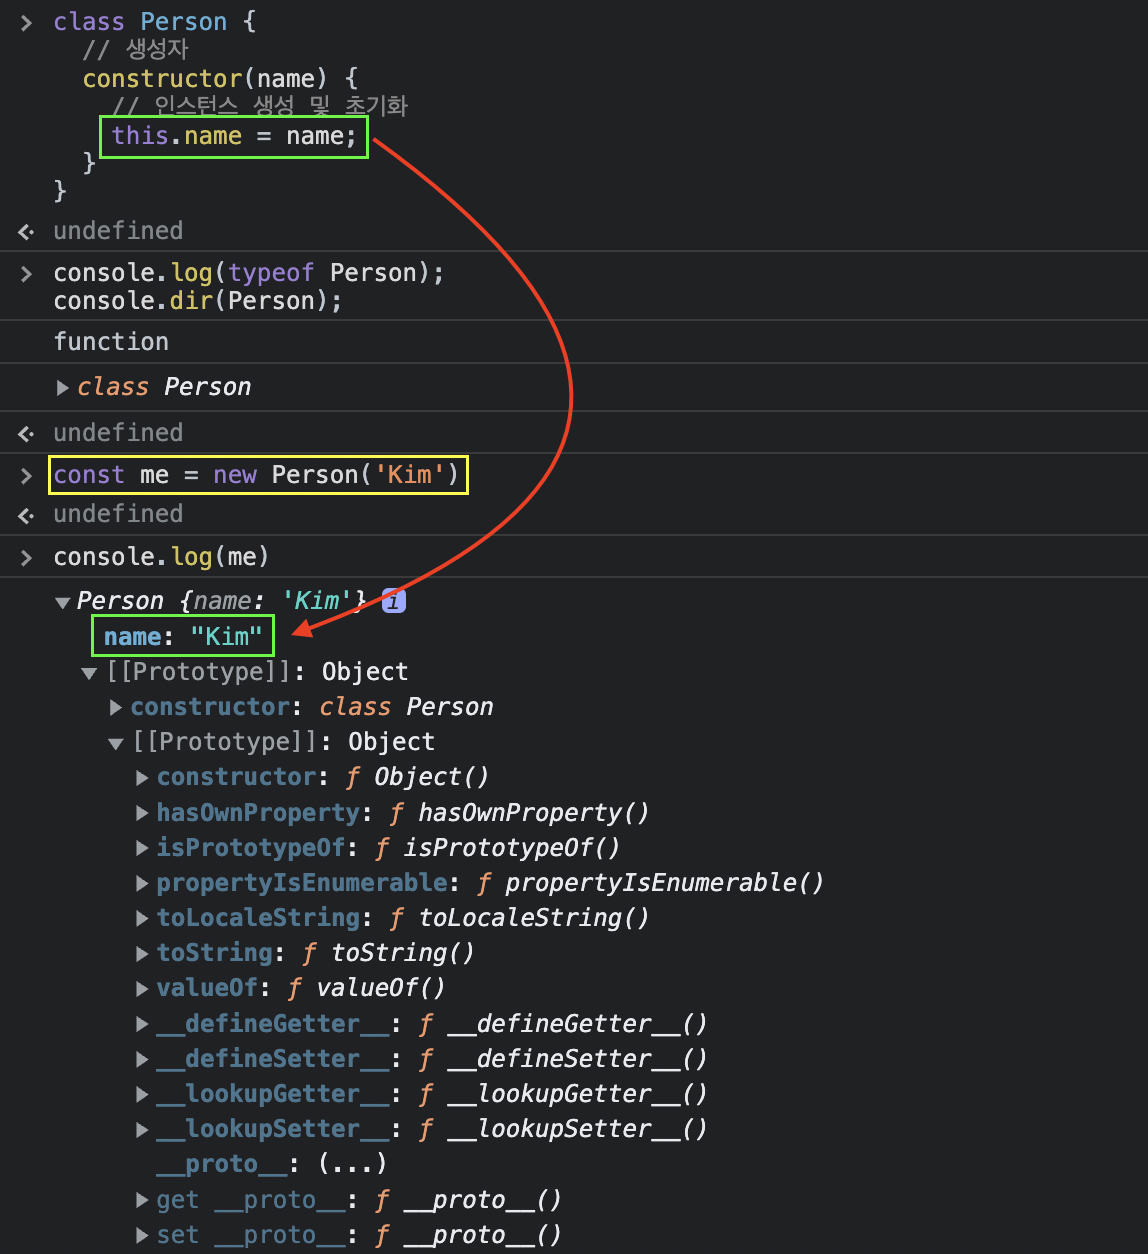 class Person {
// 생성자
constructor(name) {
// 인스턴스 생성 및 초기화
this.name = name;
}
}
undefined
console.log(typeof Person);
console.dir(Person);
function
class Person
undefined
const me = new Person('Kim')
undefined
console.log(me)
Person {name: 'Kim'} i
name: "Kim"
[[Prototype]]: Object
constructor: class Person
[[Prototype]]: Object
constructor: ƒ Object()
hasOwnProperty: ƒ hasOwnProperty()
isPrototypeOf: ƒ isPrototypeOf()
propertyIsEnumerable: ƒ propertyIsEnumerable()
toLocaleString: ƒ toLocaleString()
toString: ƒ toString()
valueOf: ƒ valueOf()
__defineGetter__: ƒ __defineGetter__()
__defineSetter__: ƒ __defineSetter__()
__lookupGetter__: ƒ __lookupGetter__()
__lookupSetter__: ƒ __lookupSetter__()
__proto__: (...)
get __proto__: ƒ __proto__()
set __proto__: ƒ __proto__()